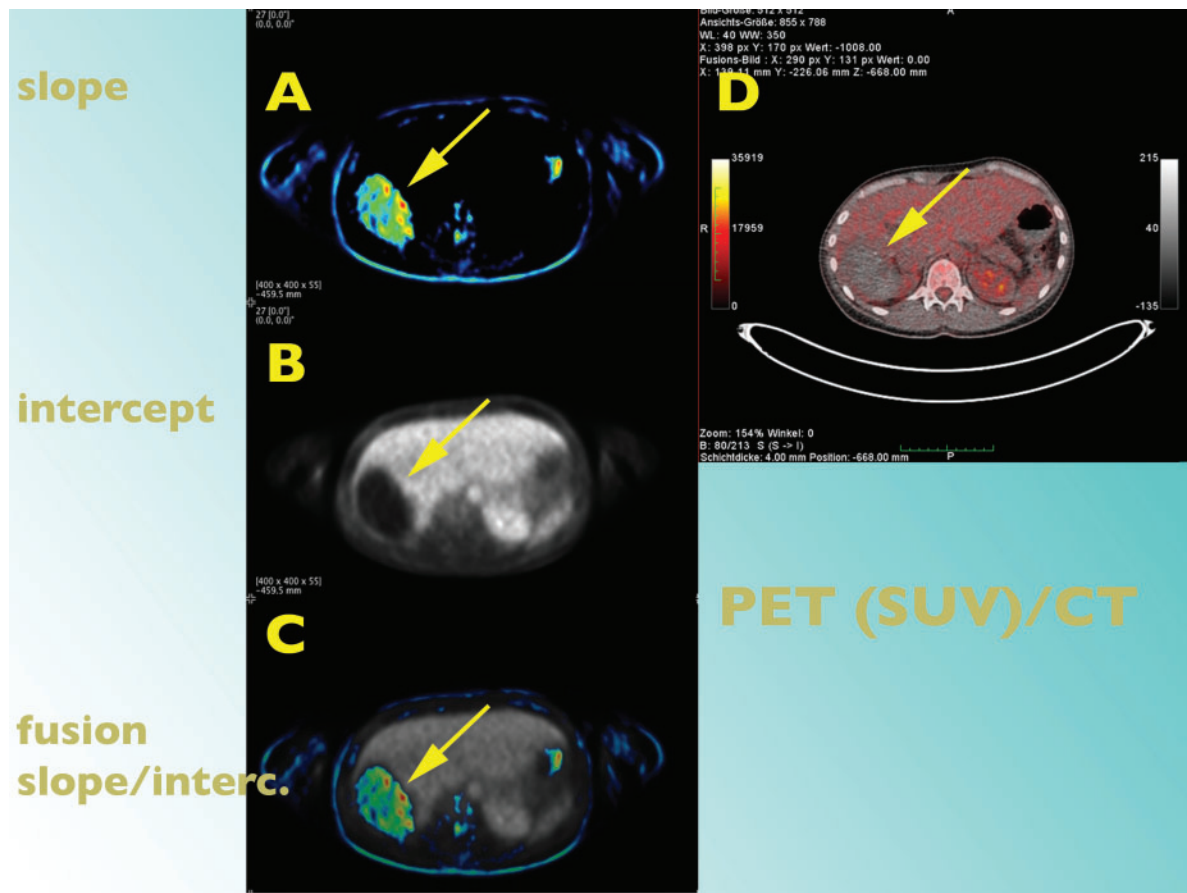 slope
intercept
fusion
slope/interc.
27 [0.0"]
(0.0, 0.0)"
A
[400 x 400 x 55]
-459.5 mm
27 [0.0"]
(0.0, 0.0)"
B
[400 x 400 x 55]
-459.5 mm
C
Bild-Größe: 512 x 512
Ansichts-Größe: 855 x 788
WL: 40 WW: 350
X: 398 px Y: 170 px Wert: -1008.00
Fusions-Bild : X: 290 px Y: 131 px Wert: 0.00
mm Y: -226.06 mm Z: -668.00 mm
A
D
35919
R 17959
0
215
40
-135
Zoom: 154% Winkel: 0
B: 80/213 S (S -> I)
Schichtdicke: 4.00 mm Position: -668.00 mm
P
PET (SUV)/CT